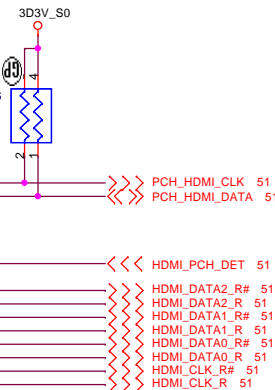 3D3V_S0
d9
4
3
2
1
PCH_HDMI_CLK 51
PCH_HDMI_DATA 51
HDMI_PCH_DET 51
HDMI_DATA2_R# 51
HDMI_DATA2_R 51
HDMI_DATA1_R# 51
HDMI_DATA1_R 51
HDMI_DATA0_R# 51
HDMI_DATA0_R 51
HDMI_CLK_R# 51
HDMI_CLK_R 51